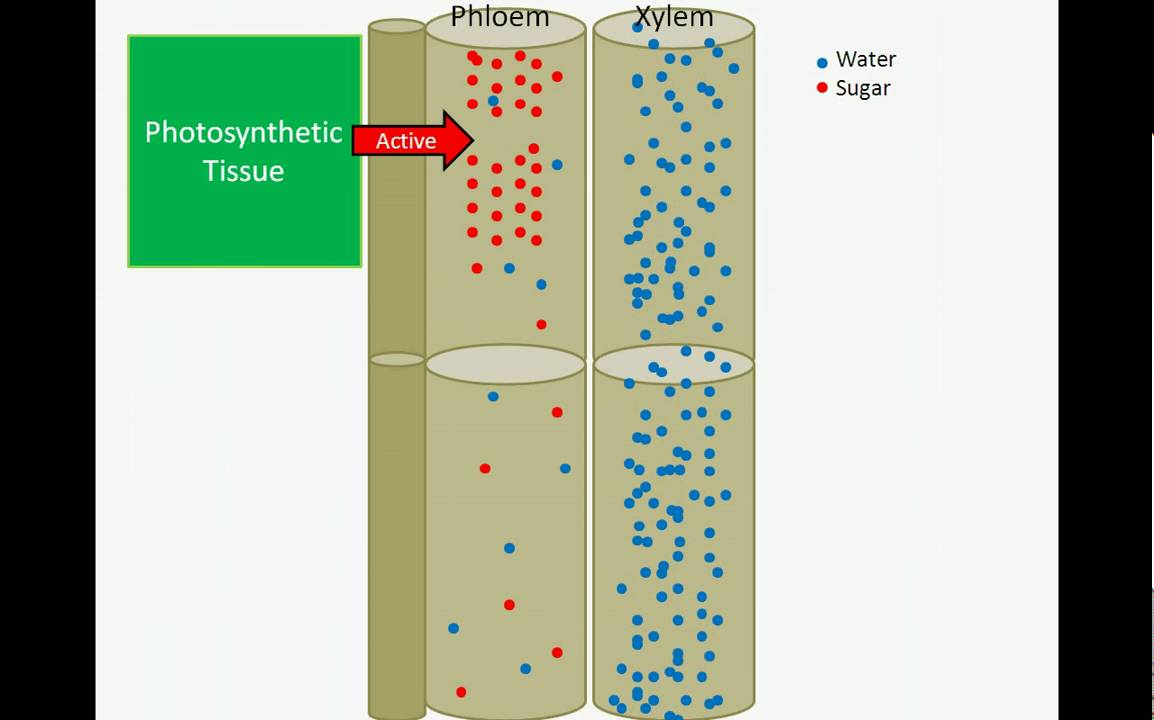 Phloem
Xylem
Water
Sugar
Photosynthetic
Tissue
Active